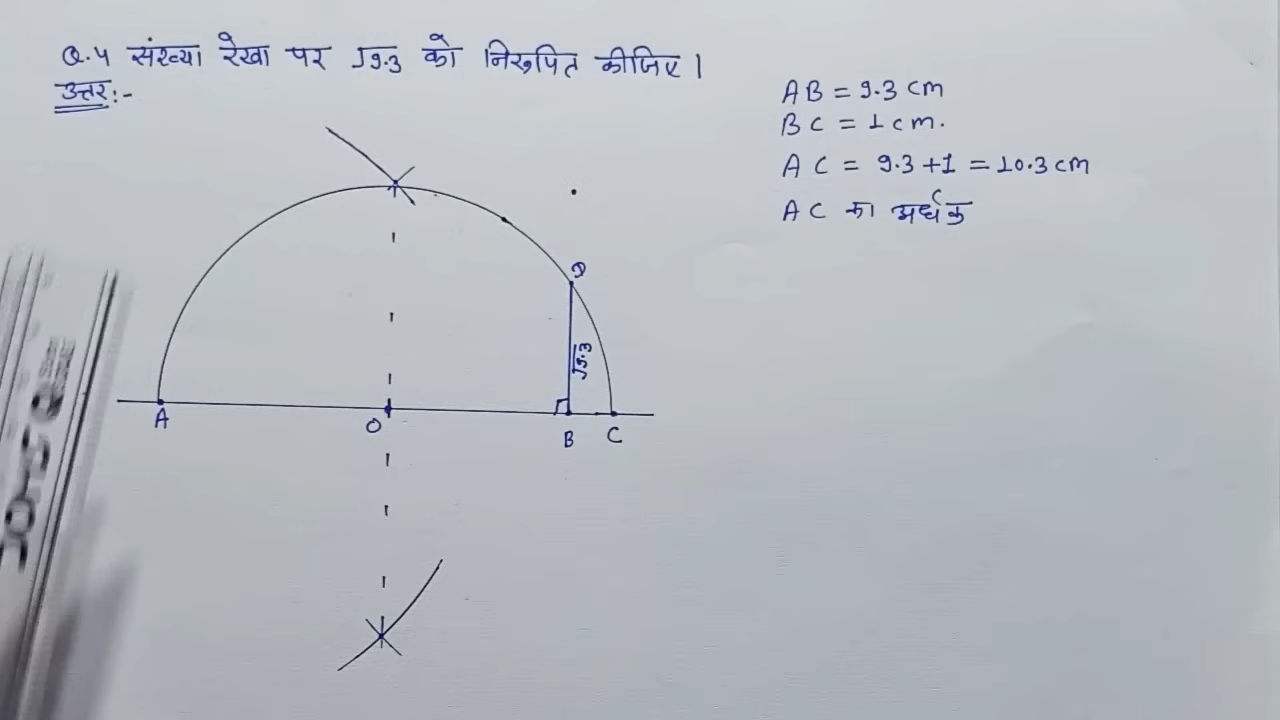 Q.4 संख्या रेखा पर √9.3 को निरूपित कीजिए।
उत्तर:-
AB = 9.3 cm
BC = 1 cm.
AC = 9.3+1 = 10.3 cm
AC का अर्धक
D
√9.3
A
O
B
C